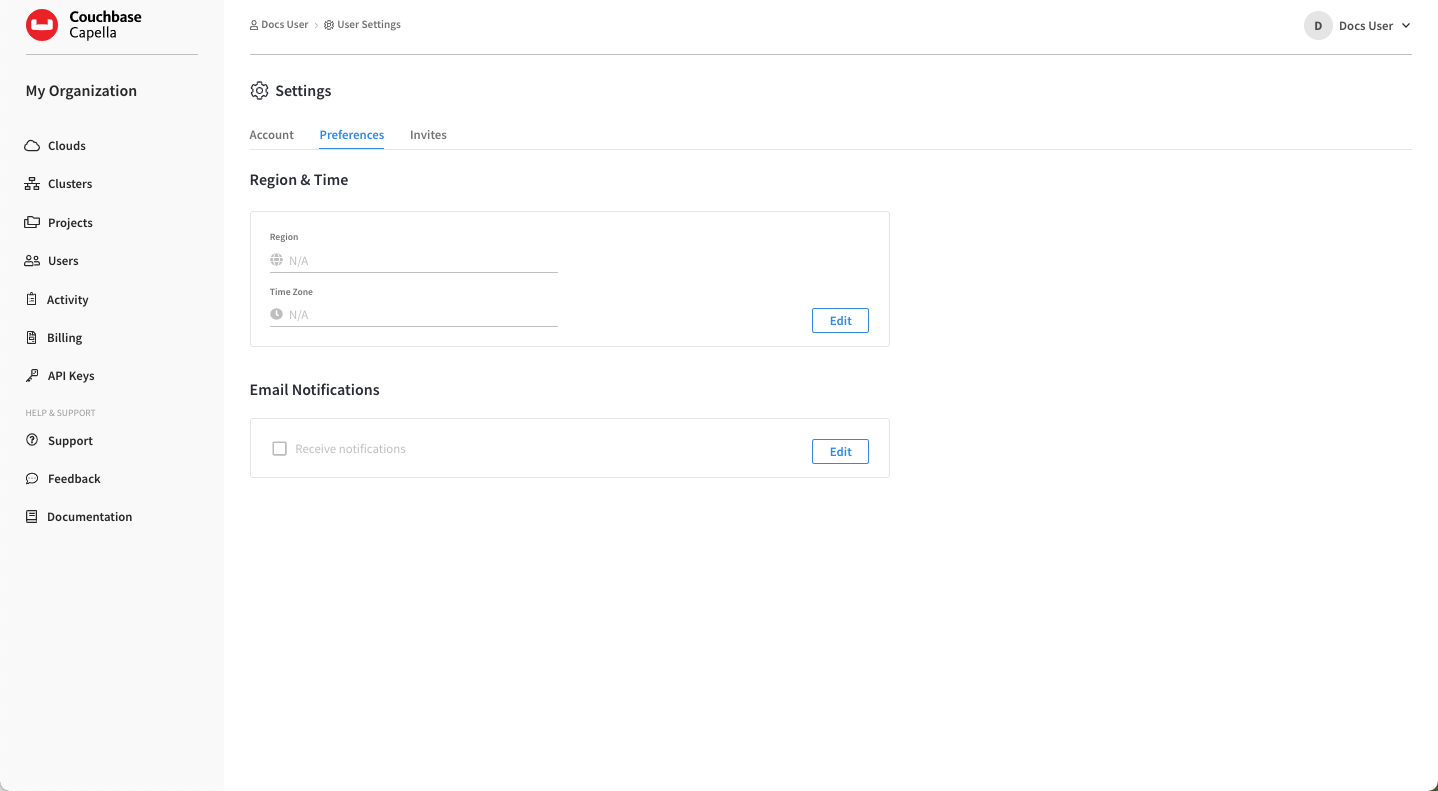 Couchbase
Capella
Docs User > User Settings
D Docs User
My Organization
Clouds
Clusters
Projects
Users
Activity
Billing
API Keys
HELP & SUPPORT
Support
Feedback
Documentation
Settings
Account Preferences Invites
Region & Time
Region
N/A
Time Zone
N/A
Edit
Email Notifications
Receive notifications
Edit